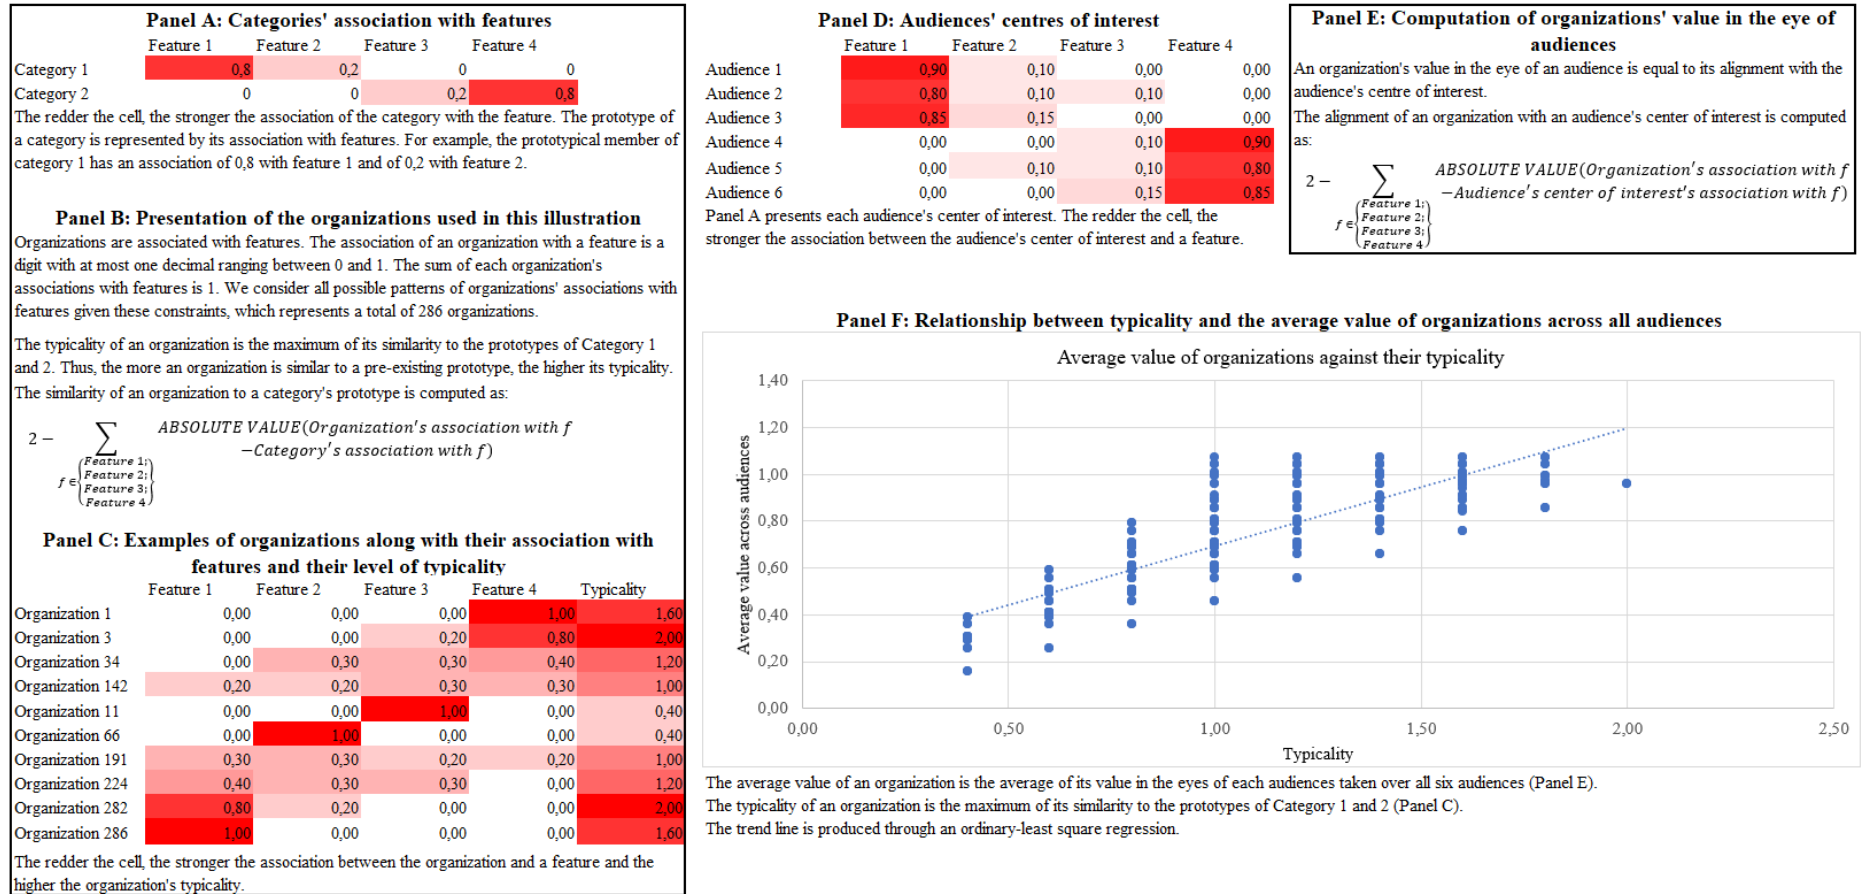 Panel A: Categories' association with features
Feature 1 Feature 2 Feature 3 Feature 4
Category 1 0,8 0,2 0 0
Category 2 0 0 0,2 0,8
The redder the cell, the stronger the association of the category with the feature. The prototype of
a category is represented by its association with features. For example, the prototypical member of
category 1 has an association of 0,8 with feature 1 and of 0,2 with feature 2.
Panel B: Presentation of the organizations used in this illustration
Organizations are associated with features. The association of an organization with a feature is a
digit with at most one decimal ranging between 0 and 1. The sum of each organization's
associations with features is 1. We consider all possible patterns of organizations' associations with
features given these constraints, which represents a total of 286 organizations.
The typicality of an organization is the maximum of its similarity to the prototypes of Category 1
and 2. Thus, the more an organization is similar to a pre-existing prototype, the higher its typicality.
The similarity of an organization to a category's prototype is computed as:
2 − ∑ ABSOLUTE VALUE(Organization's association with f
−Category's association with f)
f ∈ {Feature 1;
Feature 2;
Feature 3;
Feature 4}
Panel C: Examples of organizations along with their association with
features and their level of typicality
Feature 1 Feature 2 Feature 3 Feature 4 Typicality
Organization 1 0,00 0,00 0,00 1,00 1,60
Organization 3 0,00 0,00 0,20 0,80 2,00
Organization 34 0,00 0,30 0,30 0,40 1,20
Organization 142 0,20 0,20 0,30 0,30 1,00
Organization 11 0,00 0,00 1,00 0,00 0,40
Organization 66 0,00 1,00 0,00 0,00 0,40
Organization 191 0,30 0,30 0,20 0,20 1,00
Organization 224 0,40 0,30 0,30 0,00 1,20
Organization 282 0,80 0,20 0,00 0,00 2,00
Organization 286 1,00 0,00 0,00 0,00 1,60
The redder the cell, the stronger the association between the organization and a feature and the
higher the organization's typicality.
Panel D: Audiences' centres of interest
Feature 1 Feature 2 Feature 3 Feature 4
Audience 1 0,90 0,10 0,00 0,00
Audience 2 0,80 0,10 0,10 0,00
Audience 3 0,85 0,15 0,00 0,00
Audience 4 0,00 0,00 0,10 0,90
Audience 5 0,00 0,10 0,10 0,80
Audience 6 0,00 0,00 0,15 0,85
Panel A presents each audience's center of interest. The redder the cell, the
stronger the association between the audience's center of interest and a feature.
Panel E: Computation of organizations' value in the eye of
audiences
An organization's value in the eye of an audience is equal to its alignment with the
audience's centre of interest.
The alignment of an organization with an audience's center of interest is computed
as:
2 − ∑ ABSOLUTE VALUE(Organization's association with f
−Audience's center of interest's association with f)
f ∈ {Feature 1;
Feature 2;
Feature 3;
Feature 4}
Panel F: Relationship between typicality and the average value of organizations across all audiences
Average value of organizations against their typicality
Average value across audiences
1,40
1,20
1,00
0,80
0,60
0,40
0,20
0,00
0,00 0,50 1,00 1,50 2,00 2,50
Typicality
The average value of an organization is the average of its value in the eyes of each audiences taken over all six audiences (Panel E).
The typicality of an organization is the maximum of its similarity to the prototypes of Category 1 and 2 (Panel C).
The trend line is produced through an ordinary-least square regression.